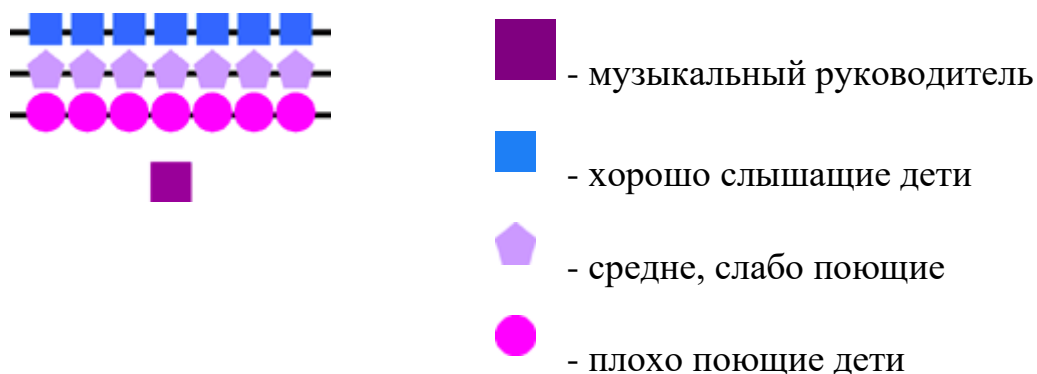 - музыкальный руководитель
- хорошо слышащие дети
- средне, слабо поющие
- плохо поющие дети